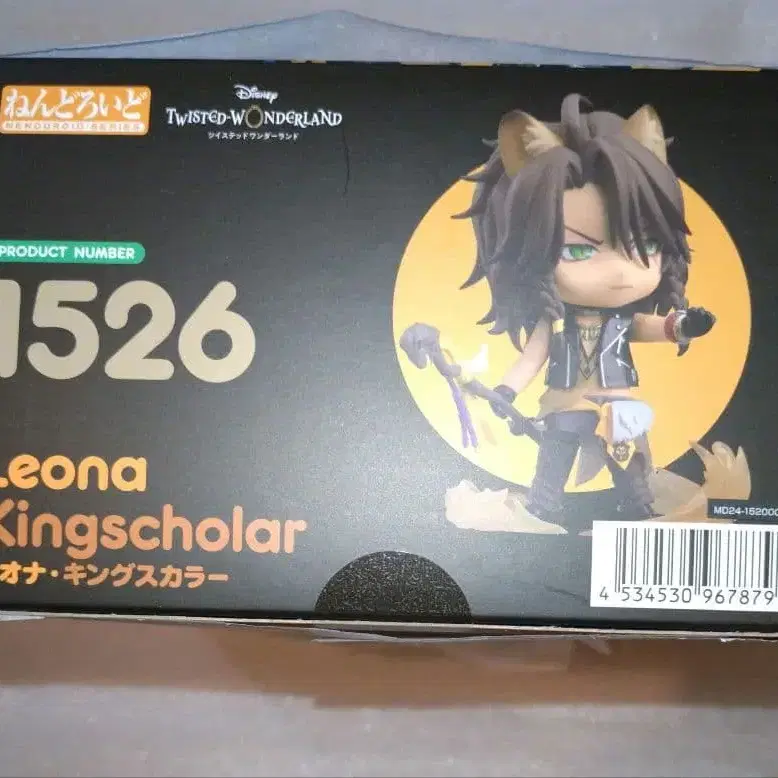 ねんどろいど
NENDOROID SERIES
Disney
TWISTED-WONDERLAND
ツイステッドワンダーランド
PRODUCT NUMBER
1526
Leona
Kingscholar
オナ・キングスカラー
MD24-15200
4 534530 967879